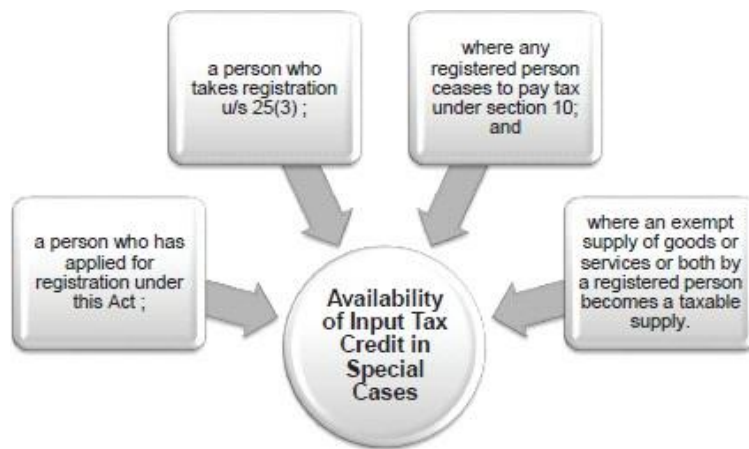 a person who has
applied for
registration under
this Act ;
a person who
takes registration
u/s 25(3) ;
where any
registered person
ceases to pay tax
under section 10;
and
where an exempt
supply of goods or
services or both by
a registered person
becomes a taxable
supply.
Availability
of Input Tax
Credit in
Special
Cases